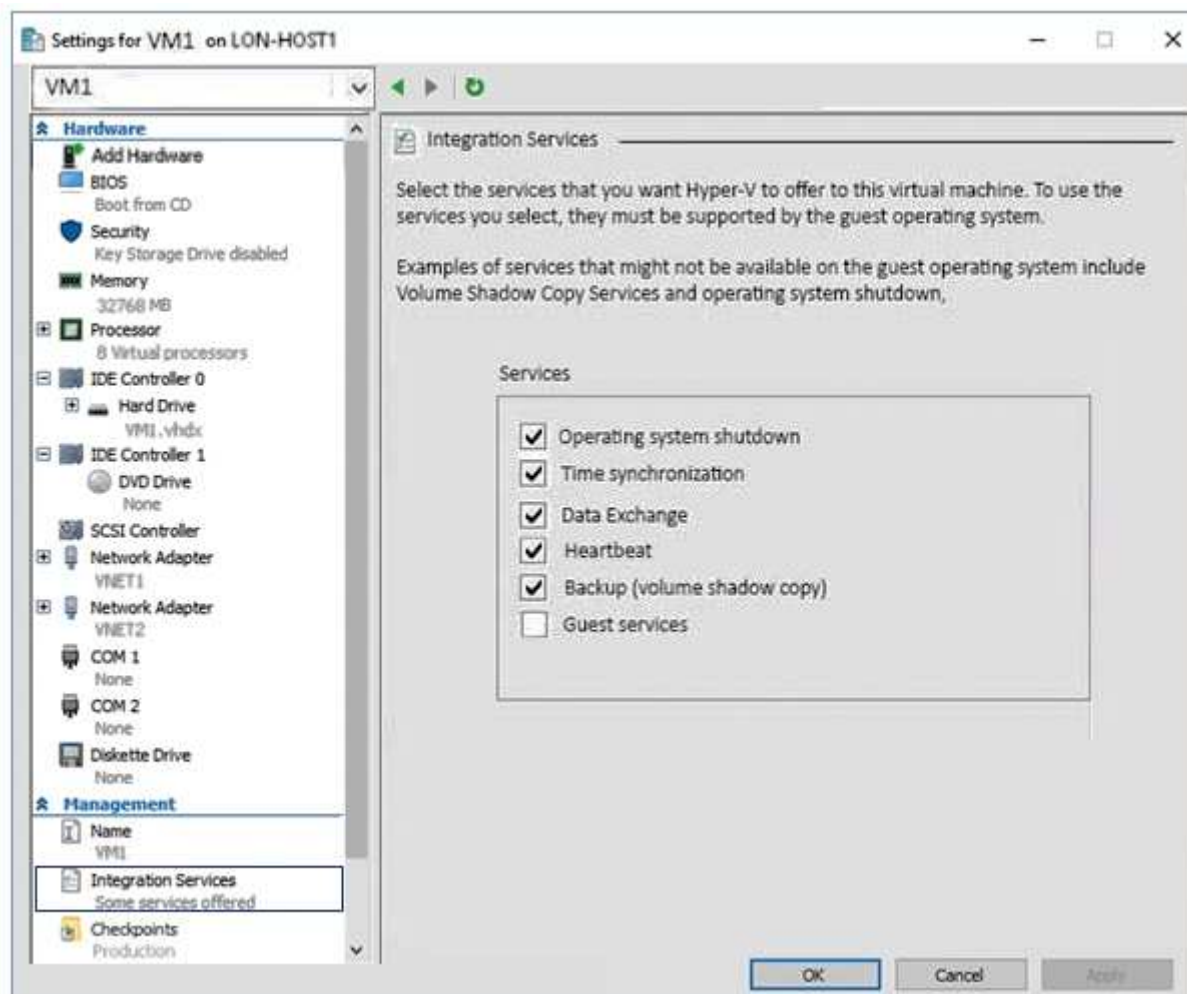 Settings for VM1 on LON-HOST1
VM1
Hardware
Add Hardware
BIOS
Boot from CD
Security
Key Storage Drive disabled
Memory
32768 MB
Processor
8 Virtual processors
IDE Controller 0
Hard Drive
VM1.vhdx
IDE Controller 1
DVD Drive
None
SCSI Controller
Network Adapter
VNET1
Network Adapter
VNET2
COM 1
None
COM 2
None
Diskette Drive
None
Management
Name
VM1
Integration Services
Some services offered
Checkpoints
Production
Integration Services
Select the services that you want Hyper-V to offer to this virtual machine. To use the
services you select, they must be supported by the guest operating system.
Examples of services that might not be available on the guest operating system include
Volume Shadow Copy Services and operating system shutdown,
Services
Operating system shutdown
Time synchronization
Data Exchange
Heartbeat
Backup (volume shadow copy)
Guest services
OK
Cancel
Apply